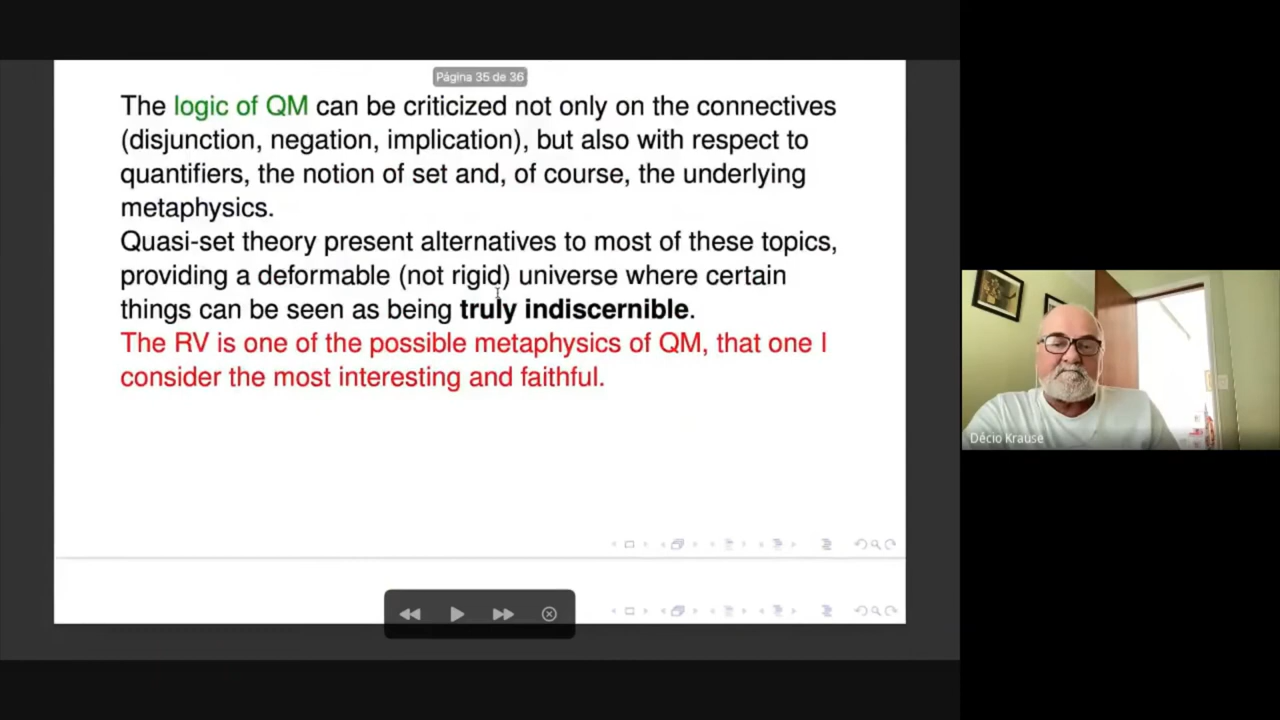 Página 35 de 36
The logic of QM can be criticized not only on the connectives
(disjunction, negation, implication), but also with respect to
quantifiers, the notion of set and, of course, the underlying
metaphysics.
Quasi-set theory present alternatives to most of these topics,
providing a deformable (not rigid) universe where certain
things can be seen as being truly indiscernible.
The RV is one of the possible metaphysics of QM, that one I
consider the most interesting and faithful.
Décio Krause